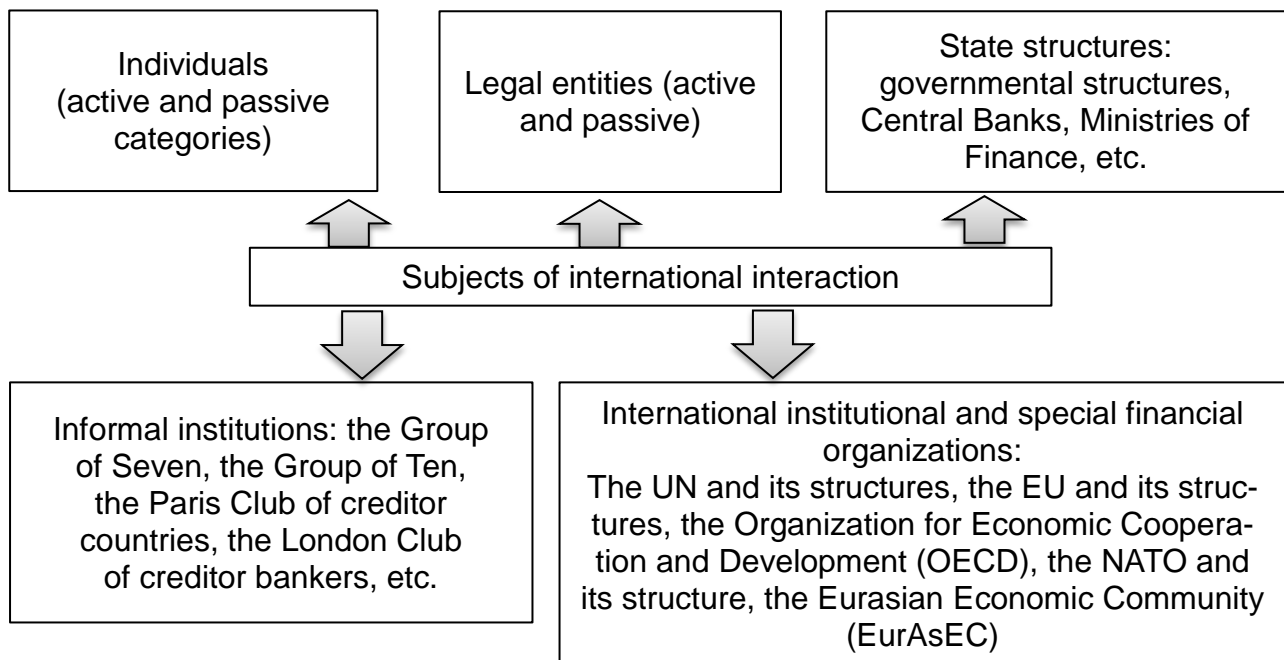 Individuals
(active and passive
categories)
Legal entities (active
and passive)
State structures:
governmental structures,
Central Banks, Ministries of
Finance, etc.
Subjects of international interaction
Informal institutions: the Group
of Seven, the Group of Ten,
the Paris Club of creditor
countries, the London Club
of creditor bankers, etc.
International institutional and special financial
organizations:
The UN and its structures, the EU and its struc-
tures, the Organization for Economic Coopera-
tion and Development (OECD), the NATO and
its structure, the Eurasian Economic Community
(EurAsEC)